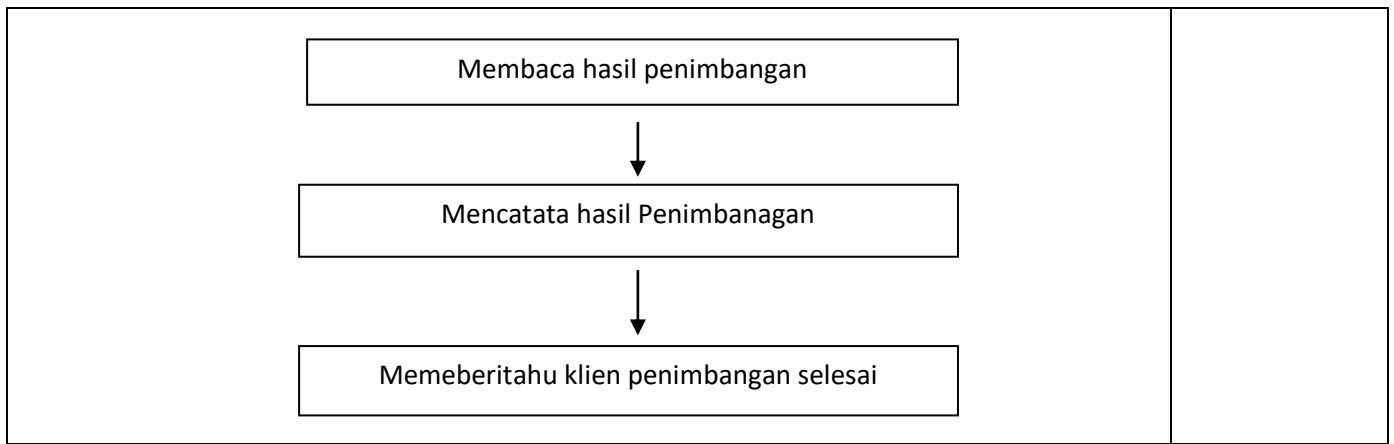 Membaca hasil penimbangan
Mencatata hasil Penimbanagan
Memeberitahu klien penimbangan selesai